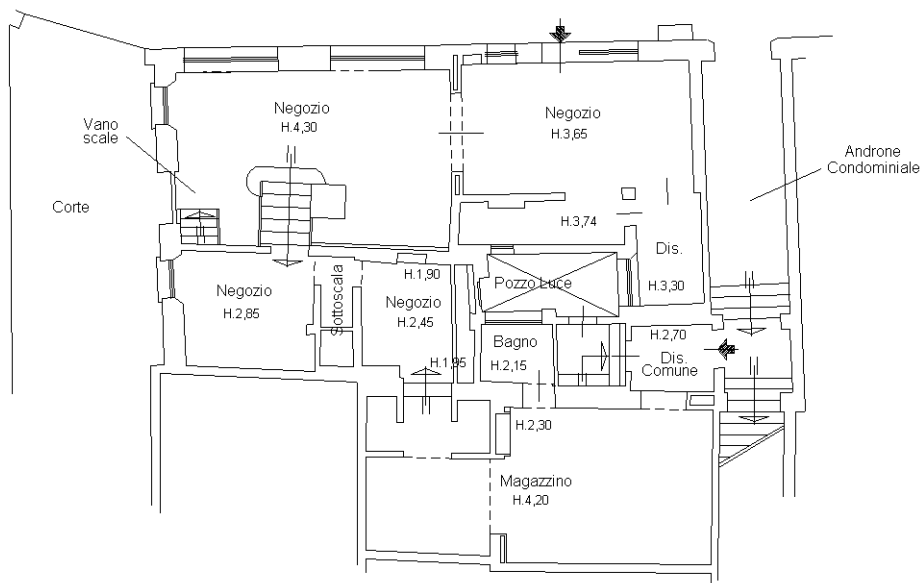 Negozio
H.4,30
Negozio
H.3,65
Vano
scale
Androne
Condominiale
Corte
H.3,74
Dis.
H.3,30
H.1,90
Pozzo Luce
Negozio
H.2,85
Sottoscala
Negozio
H.2,45
Bagno
H.2,15
H.2,70
Dis.
Comune
H.1,95
H.2,30
Magazzino
H.4,20